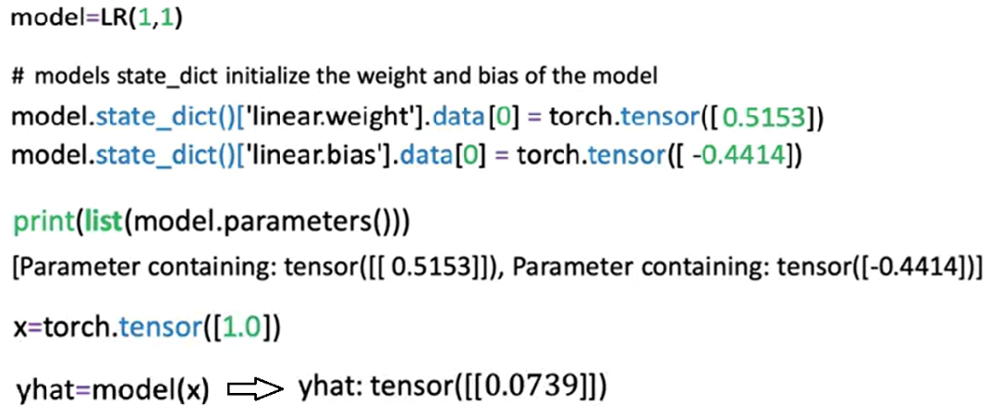 model=LR(1,1)
# models state_dict initialize the weight and bias of the model
model.state_dict()['linear.weight'].data[0] = torch.tensor([ 0.5153])
model.state_dict()['linear.bias'].data[0] = torch.tensor([ -0.4414])
print(list(model.parameters()))
[Parameter containing: tensor([[ 0.5153]]), Parameter containing: tensor([-0.4414])]
x=torch.tensor([1.0])
yhat=model(x) ⇨ yhat: tensor([[0.0739]])